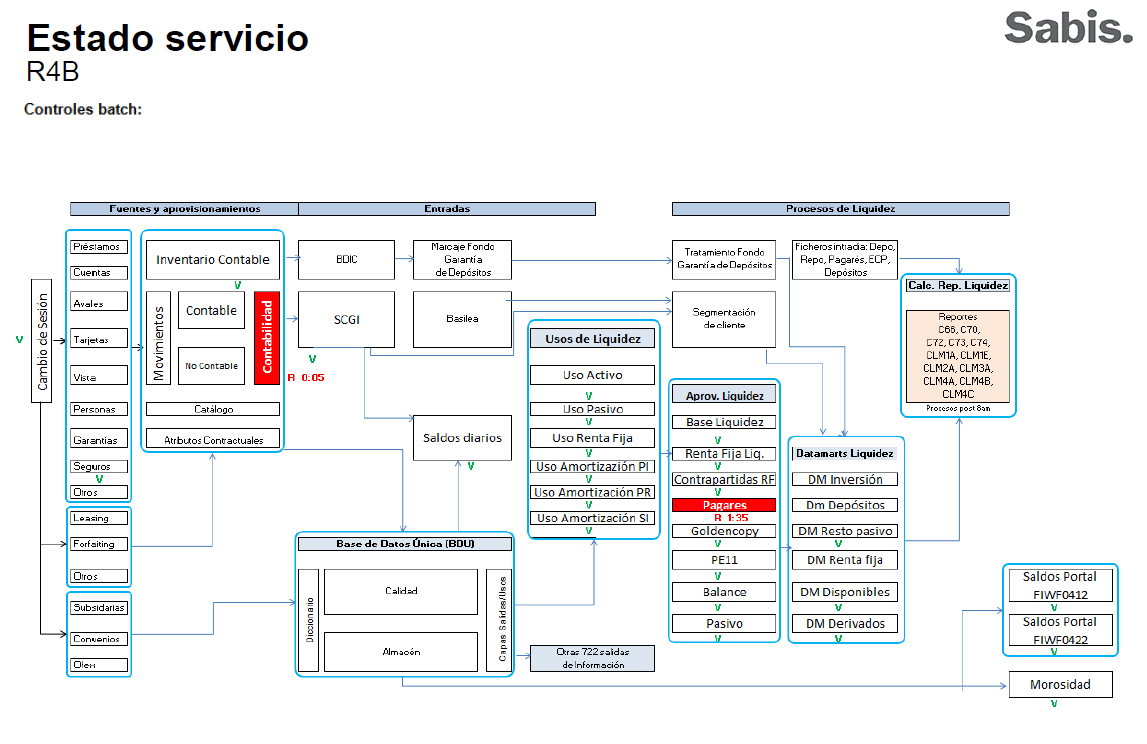 Estado servicio
Sabis.
R4B
Controles batch:
Fuentes y aprovisionamientos
Entradas
Procesos de Liquidez
Cambio de Sesión
V
Préstamos
Cuentas
Avales
Tarjetas
Vista
Personas
Garantías
Seguros
V
Otros
Leasing
Forfaiting
Otros
Subsidarias
Convenios
Olem
Inventario Contable
V
Movimientos
Contable
No Contable
Contabilidad
R 0:05
Catálogo
Atributos Contractuales
BDIC
SCGI
V
Marcaje Fondo
Garantía
de Depósitos
Basilea
Saldos diarios
V
Base de Datos Única (BDU)
Diccionario
Calidad
Almacén
Capas Salidas/Usos
Usos de Liquidez
Uso Activo
V
Uso Pasivo
V
Uso Renta Fija
V
Uso Amortización PI
V
Uso Amortización PR
V
Uso Amortización SI
V
Otras 722 salidas
de Información
Tratamiento Fondo
Garantía de Depósitos
Segmentación
de cliente
Aprov. Liquidez
Base Liquidez
V
Renta Fija Liq.
V
Contrapartidas RF
V
Pagares
R 1:35
Goldencopy
V
PE11
V
Balance
V
Pasivo
V
Ficheros intradia: Depo,
Repo, Pagarés, ECP,
Depósitos
Datamarts Liquidez
DM Inversión
Dm Depósitos
DM Resto pasivo
V
DM Renta fija
DM Disponibles
V
DM Derivados
V
Calc. Rep. Liquidez
Reportes
C66, C70,
C72, C73, C74,
CLM1A, CLM1E,
CLM2A, CLM3A,
CLM4A, CLM4B,
CLM4C
Procesos post 8am
Saldos Portal
FIWF0412
V
Saldos Portal
FIWF0422
V
Morosidad
V